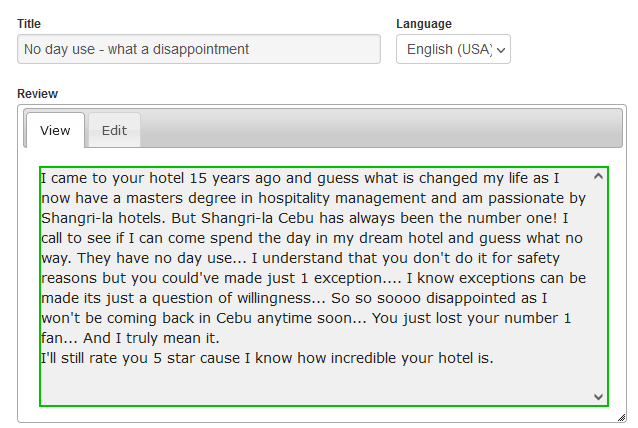 Title
Language
No day use - what a disappointment
English (USA)
Review
View
Edit
I came to your hotel 15 years ago and guess what is changed my life as I
now have a masters degree in hospitality management and am passionate by
Shangri-la hotels. But Shangri-la Cebu has always been the number one! I
call to see if I can come spend the day in my dream hotel and guess what no
way. They have no day use... I understand that you don't do it for safety
reasons but you could've made just 1 exception.... I know exceptions can be
made its just a question of willingness... So so soooo disappointed as I
won't be coming back in Cebu anytime soon... You just lost your number 1
fan... And I truly mean it.
I'll still rate you 5 star cause I know how incredible your hotel is.